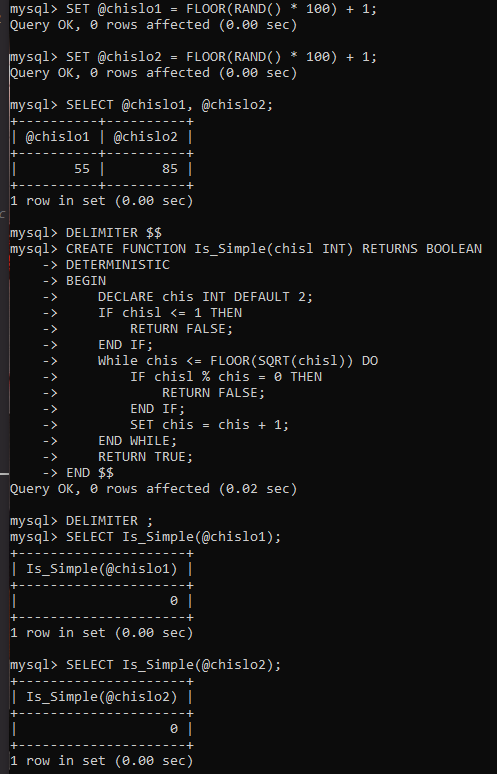 mysql> SET @chislo1 = FLOOR(RAND() * 100) + 1;
Query OK, 0 rows affected (0.00 sec)

mysql> SET @chislo2 = FLOOR(RAND() * 100) + 1;
Query OK, 0 rows affected (0.00 sec)

mysql> SELECT @chislo1, @chislo2;
+----------+----------+
| @chislo1 | @chislo2 |
+----------+----------+
|       55 |       85 |
+----------+----------+
1 row in set (0.00 sec)

mysql> DELIMITER $$
mysql> CREATE FUNCTION Is_Simple(chisl INT) RETURNS BOOLEAN
    -> DETERMINISTIC
    -> BEGIN
    ->     DECLARE chis INT DEFAULT 2;
    ->     IF chisl <= 1 THEN
    ->         RETURN FALSE;
    ->     END IF;
    ->     While chis <= FLOOR(SQRT(chisl)) DO
    ->         IF chisl % chis = 0 THEN
    ->             RETURN FALSE;
    ->         END IF;
    ->         SET chis = chis + 1;
    ->     END WHILE;
    ->     RETURN TRUE;
    -> END $$
Query OK, 0 rows affected (0.02 sec)

mysql> DELIMITER ;
mysql> SELECT Is_Simple(@chislo1);
+---------------------+
| Is_Simple(@chislo1) |
+---------------------+
|                   0 |
+---------------------+
1 row in set (0.00 sec)

mysql> SELECT Is_Simple(@chislo2);
+---------------------+
| Is_Simple(@chislo2) |
+---------------------+
|                   0 |
+---------------------+
1 row in set (0.00 sec)